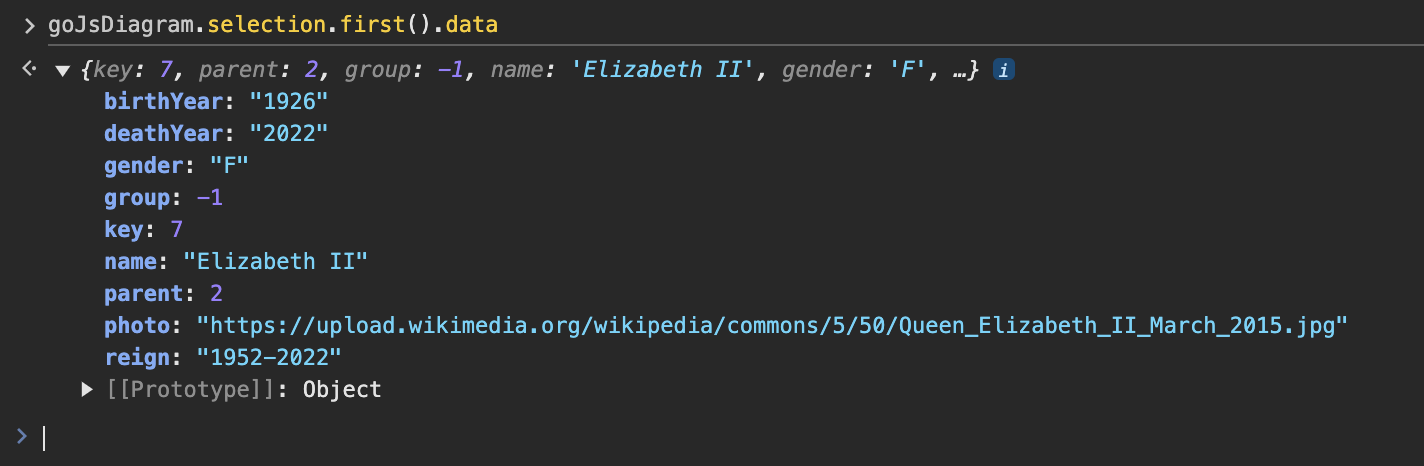 > goJsDiagram.selection.first().data
{key: 7, parent: 2, group: −1, name: 'Elizabeth II', gender: 'F', …} i
birthYear: "1926"
deathYear: "2022"
gender: "F"
group: −1
key: 7
name: "Elizabeth II"
parent: 2
photo: "https://upload.wikimedia.org/wikipedia/commons/5/50/Queen_Elizabeth_II_March_2015.jpg"
reign: "1952–2022"
[[Prototype]]: Object
>